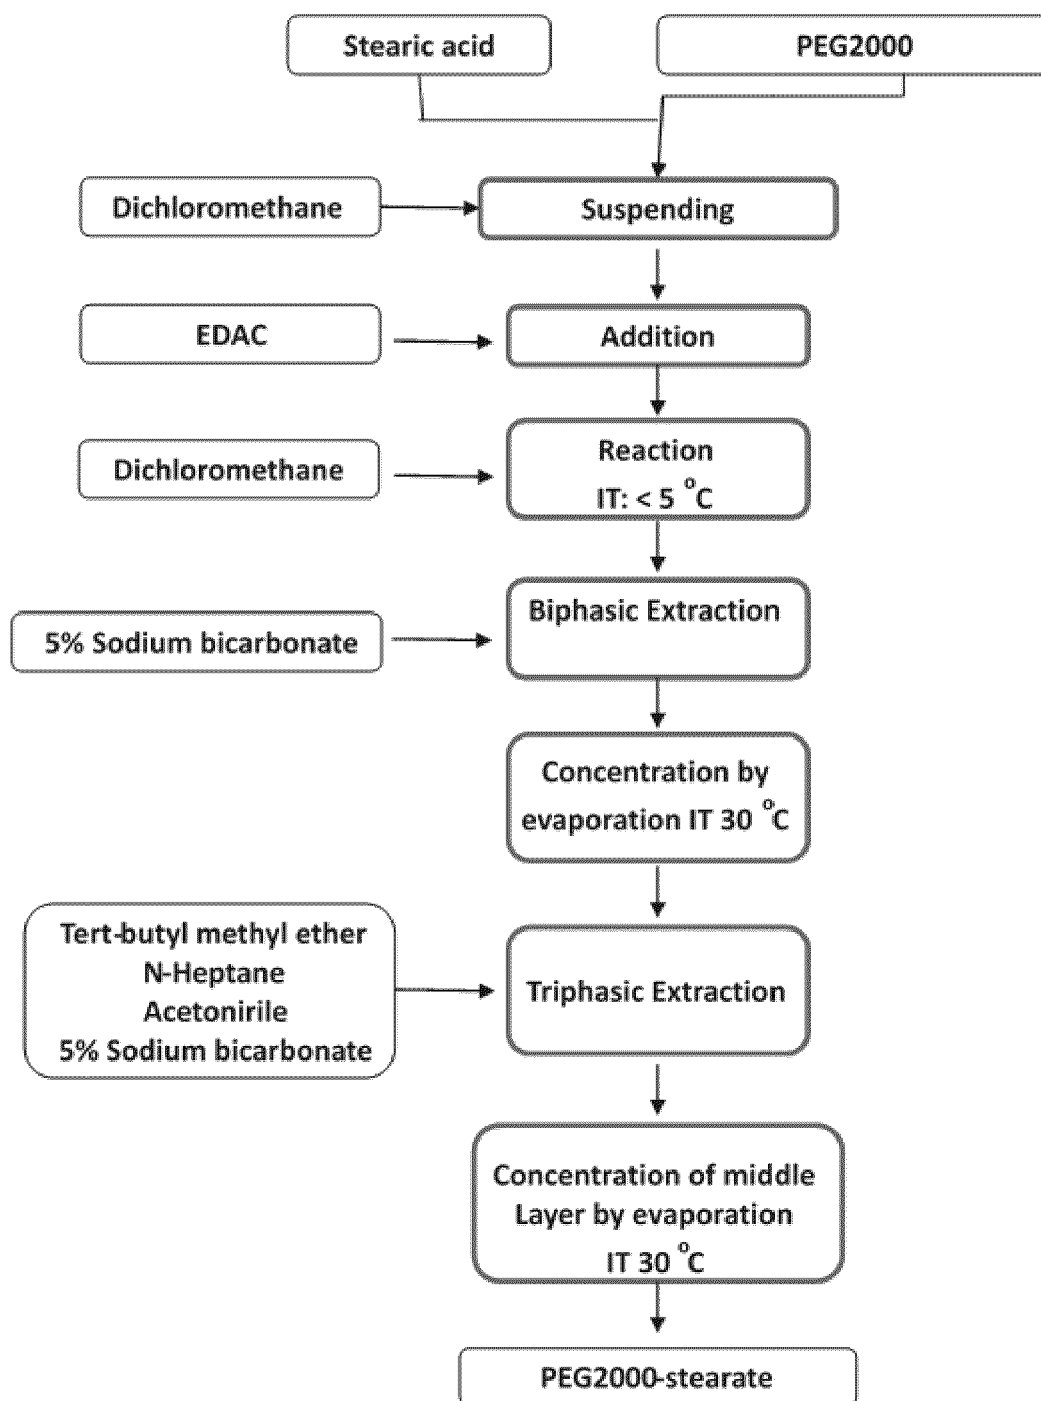 Stearic acid
PEG2000
Dichloromethane
Suspending
EDAC
Addition
Dichloromethane
Reaction
IT: < 5 °C
5% Sodium bicarbonate
Biphasic Extraction
Concentration by
evaporation IT 30 °C
Tert-butyl methyl ether
N-Heptane
Acetonirile
5% Sodium bicarbonate
Triphasic Extraction
Concentration of middle
Layer by evaporation
IT 30 °C
PEG2000-stearate